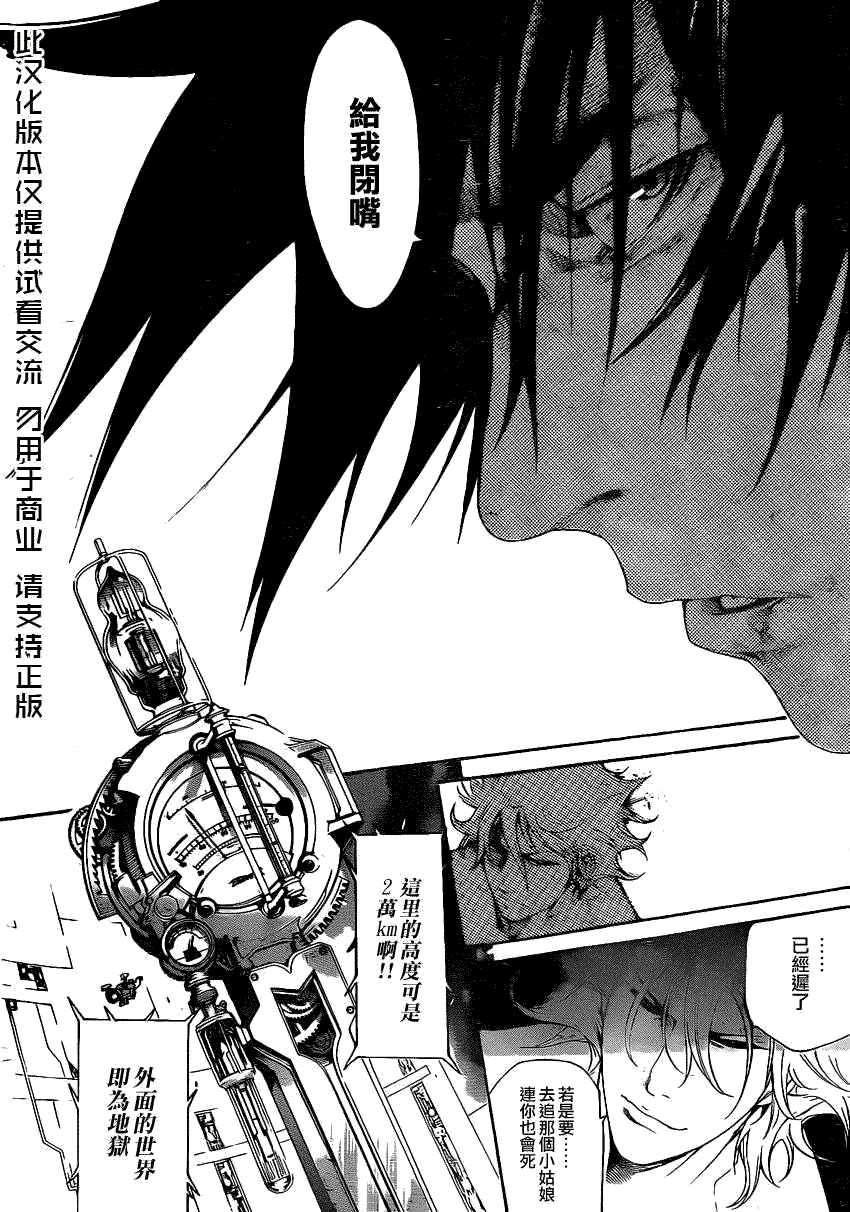 給我閉嘴
……
已經遲了
若是要……
去追那個小姑娘
連你也會死
這里的高度可是
2萬km啊!!
外面的世界
即為地獄
此汉化版本仅提供试看交流 勿用于商业 请支持正版